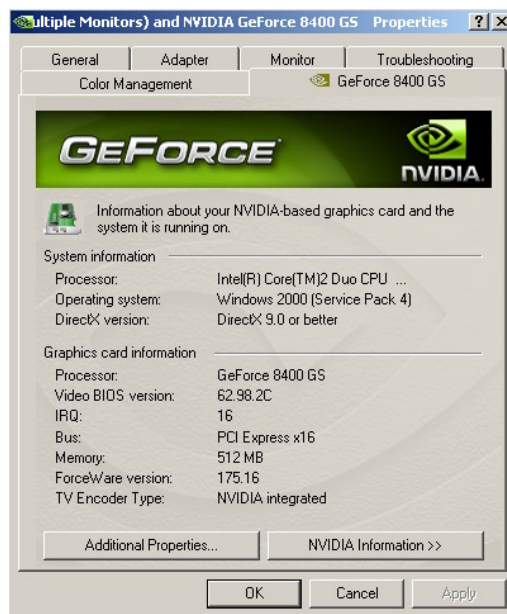 ultiple Monitors) and NVIDIA GeForce 8400 GS Properties
General Adapter Monitor Troubleshooting
Color Management GeForce 8400 GS
GEFORCE
NVIDIA
Information about your NVIDIA-based graphics card and the
system it is running on.
System information
Processor: Intel(R) Core(TM)2 Duo CPU ...
Operating system: Windows 2000 (Service Pack 4)
DirectX version: DirectX 9.0 or better
Graphics card information
Processor: GeForce 8400 GS
Video BIOS version: 62.98.2C
IRQ: 16
Bus: PCI Express x16
Memory: 512 MB
ForceWare version: 175.16
TV Encoder Type: NVIDIA integrated
Additional Properties... NVIDIA Information >>
OK Cancel Apply